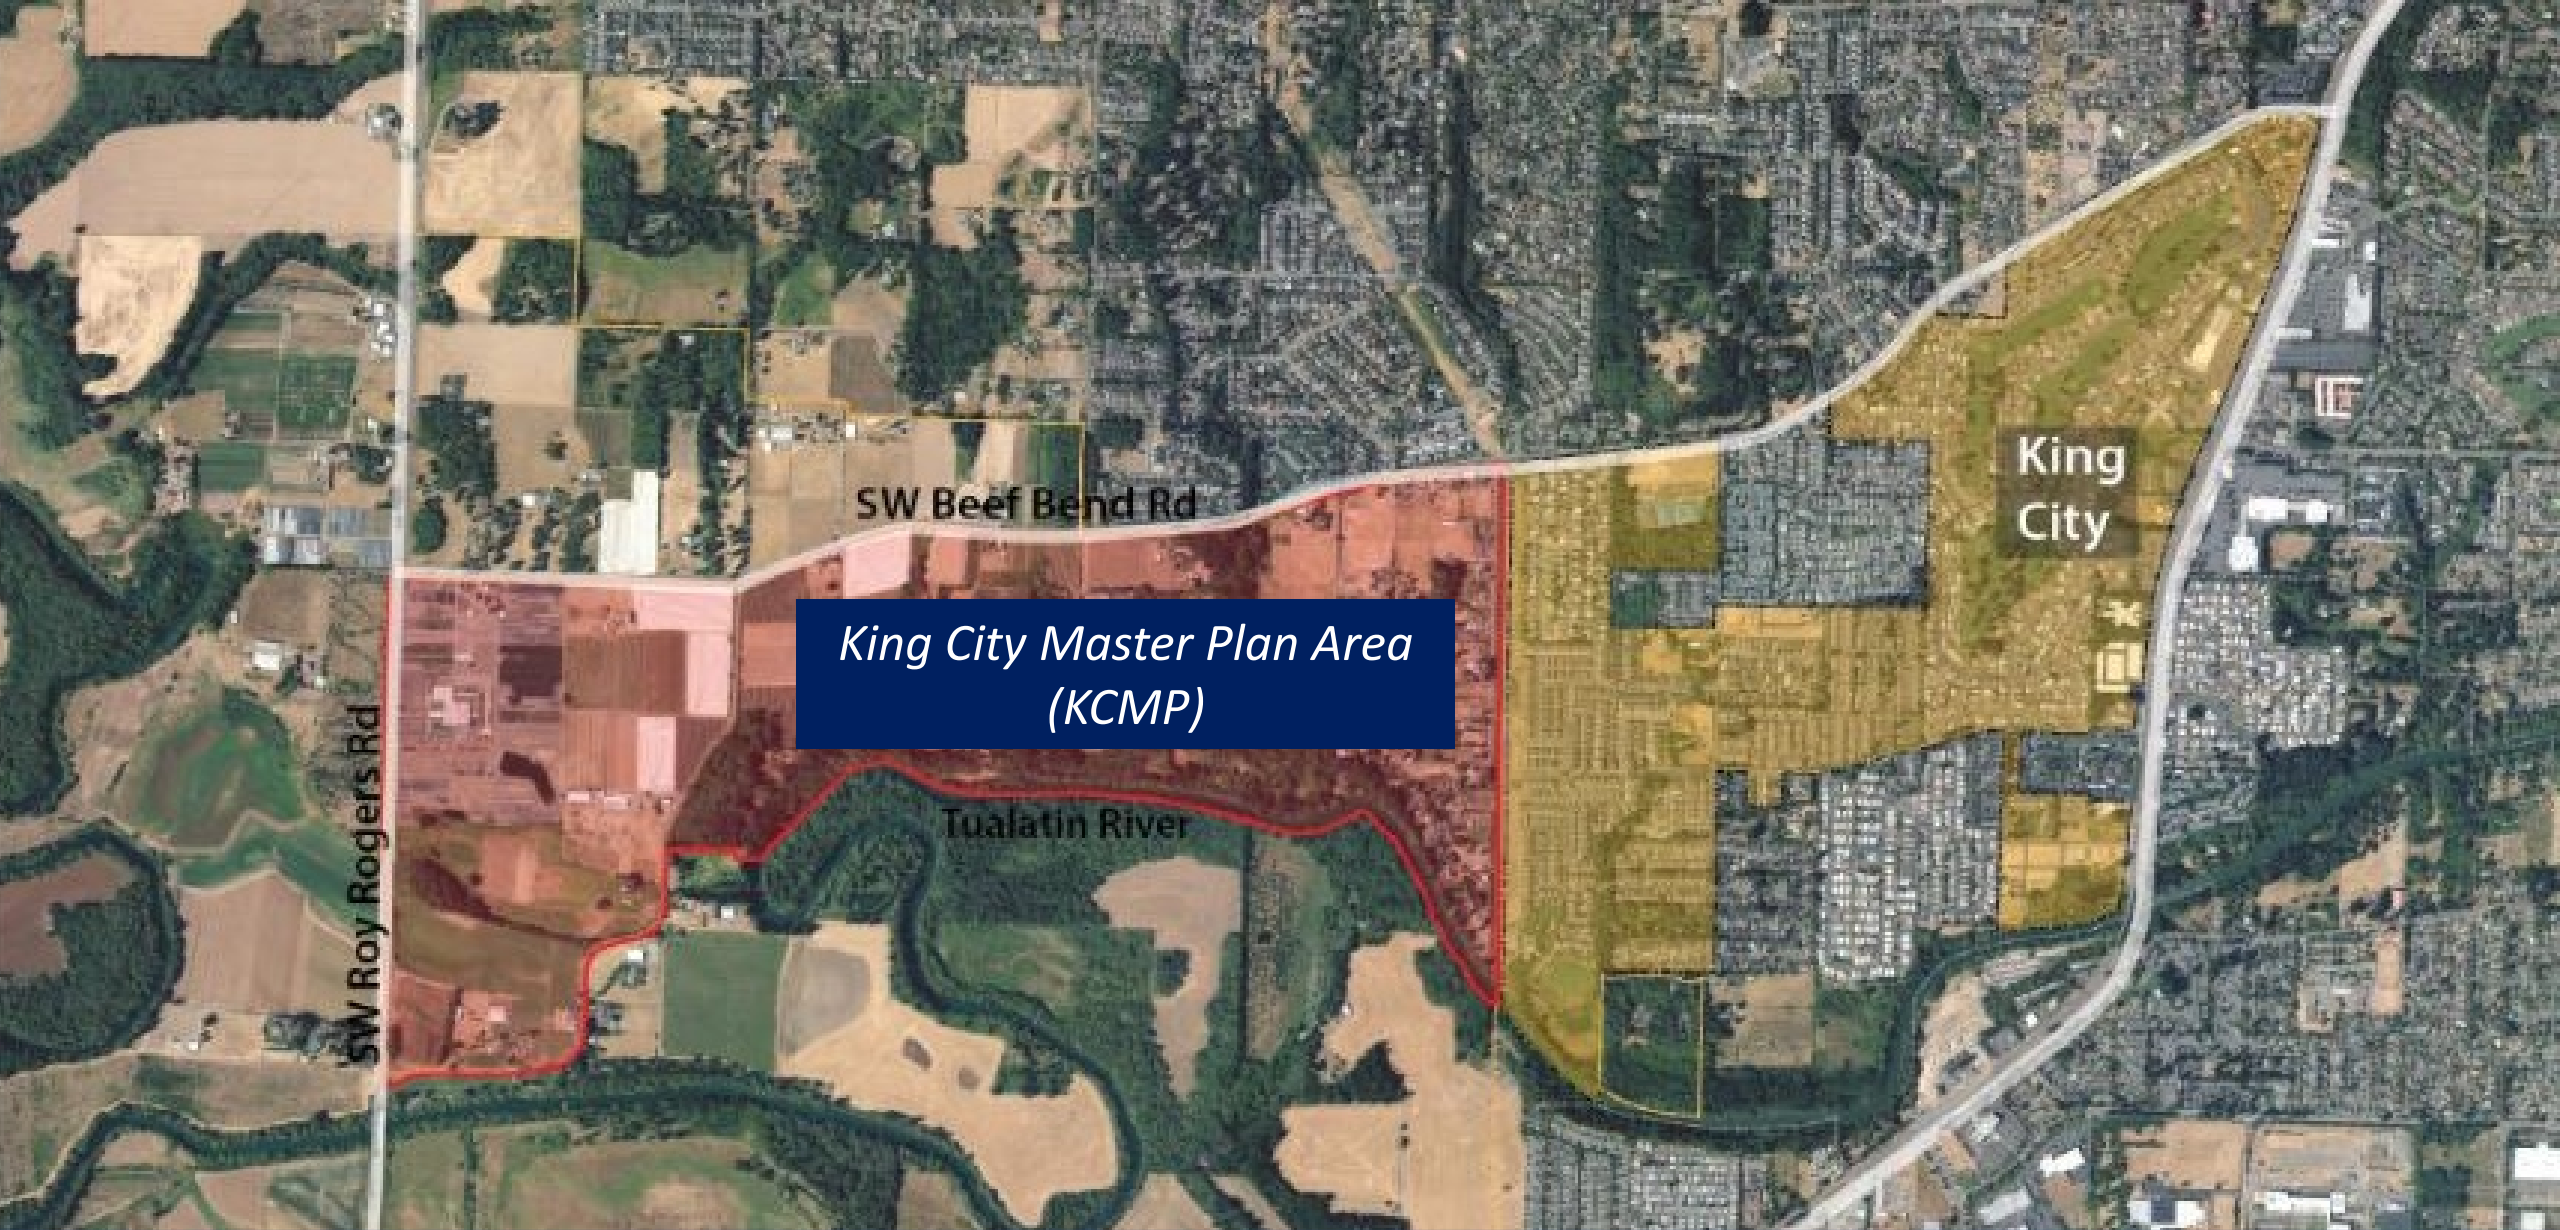 King
City
SW Beef Bend Rd
King City Master Plan Area
(KCMP)
SW Roy Rogers Rd
Tualatin River